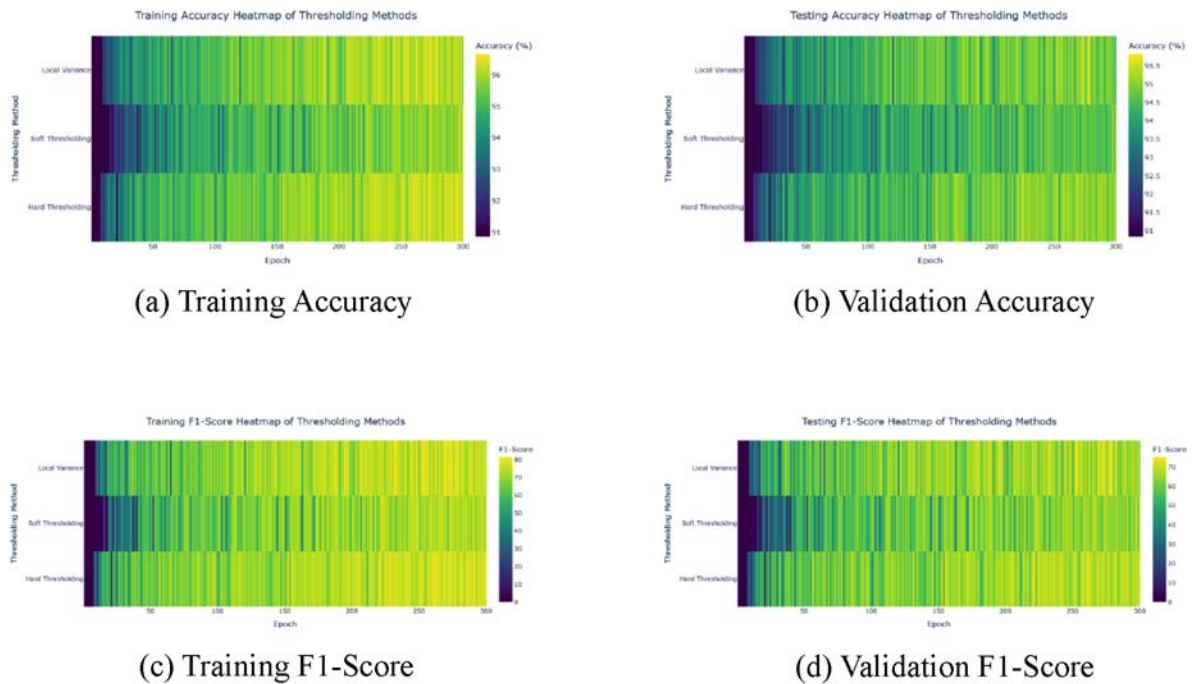 Training Accuracy Heatmap of Thresholding Methods
Accuracy (%)
Thresholding Method
Local Variance
Soft Thresholding
Hard Thresholding
96
95
94
93
92
91
50 100 150 200 250 300
Epoch
(a) Training Accuracy
Testing Accuracy Heatmap of Thresholding Methods
Accuracy (%)
Thresholding Method
Local Variance
Soft Thresholding
Hard Thresholding
95.5
95
94.5
94
93.5
93
92.5
92
91.5
91
50 100 150 200 250 300
Epoch
(b) Validation Accuracy
Training F1-Score Heatmap of Thresholding Methods
F1-Score
Thresholding Method
Local Variance
Soft Thresholding
Hard Thresholding
80
70
60
50
40
30
20
10
0
50 100 150 200 250 300
Epoch
(c) Training F1-Score
Testing F1-Score Heatmap of Thresholding Methods
F1-Score
Thresholding Method
Local Variance
Soft Thresholding
Hard Thresholding
70
60
50
40
30
20
10
0
50 100 150 200 250 300
Epoch
(d) Validation F1-Score